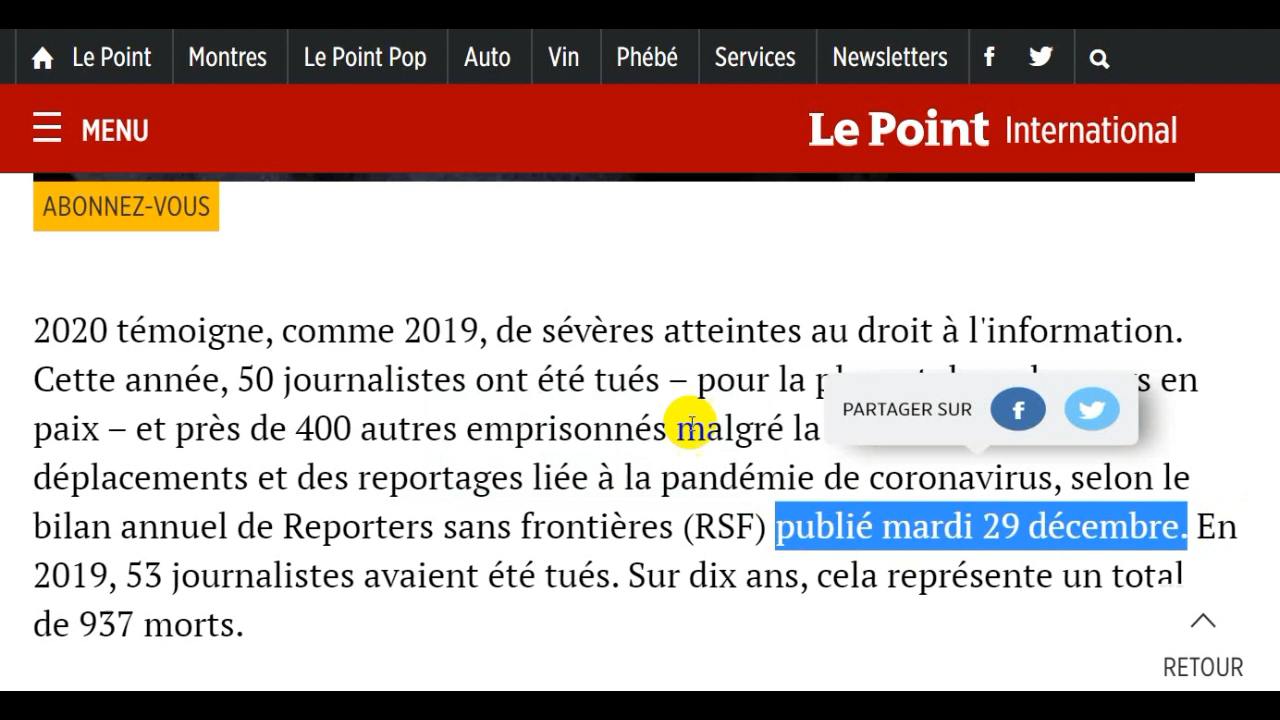 Le Point Montres Le Point Pop Auto Vin Phébé Services Newsletters
MENU
Le Point International
ABONNEZ-VOUS
2020 témoigne, comme 2019, de sévères atteintes au droit à l'information.
Cette année, 50 journalistes ont été tués – pour la en
PARTAGER SUR
paix – et près de 400 autres emprisonnés malgré la
déplacements et des reportages liée à la pandémie de coronavirus, selon le
bilan annuel de Reporters sans frontières (RSF) publié mardi 29 décembre. En
2019, 53 journalistes avaient été tués. Sur dix ans, cela représente un total
de 937 morts.
RETOUR